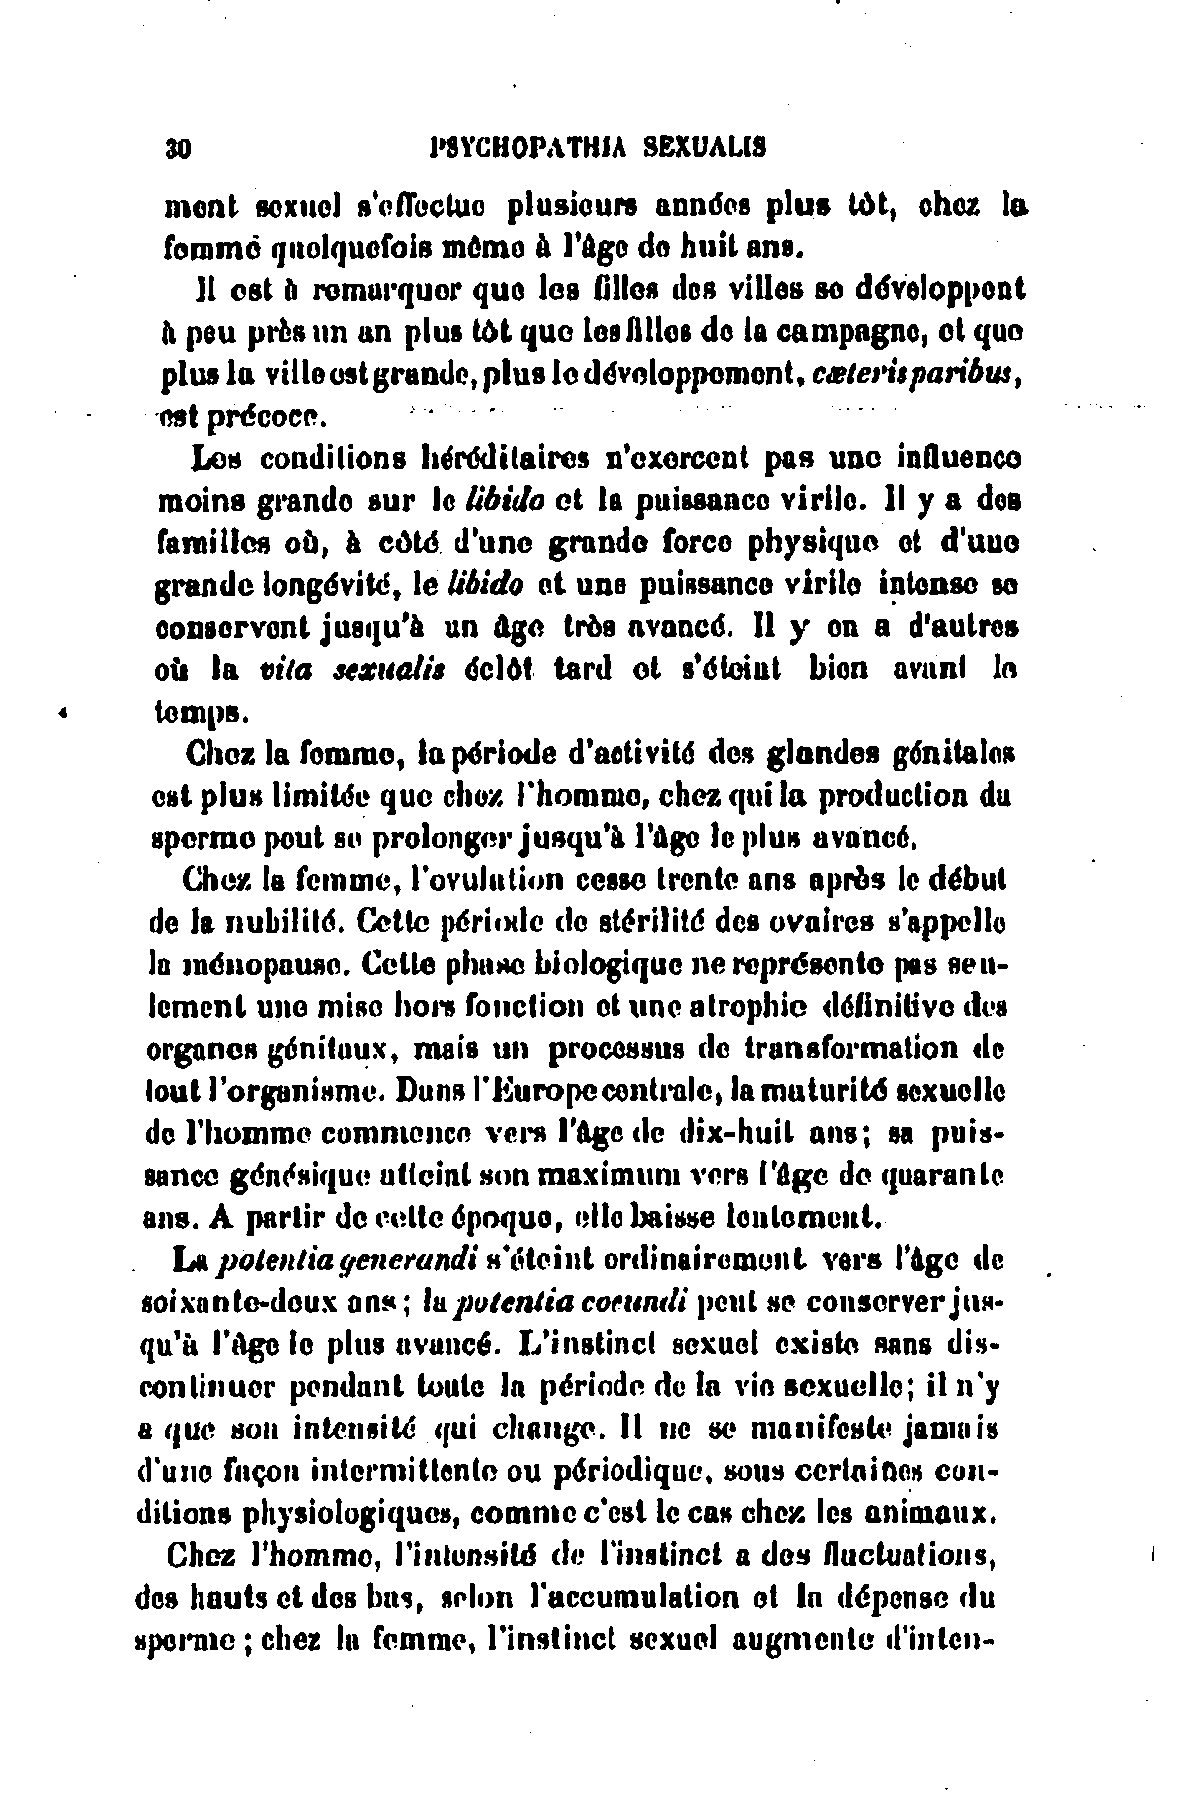 30 PSYCHOPATHIA SEXUALIS
ment sexuel s'effectue plusieurs années plus tôt, chez la
femme quelquefois même à l'âge de huit ans.
Il est à remarquer que les filles des villes se développent
à peu près un an plus tôt que les filles de la campagne, et que
plus la ville est grande, plus le développement, cæteris paribus,
est précoce.
Les conditions héréditaires n'exercent pas une influence
moins grande sur le libido et la puissance virile. Il y a des
familles où, à côté d'une grande force physique et d'une
grande longévité, le libido et une puissance virile intense se
conservent jusqu'à un âge très avancé. Il y en a d'autres
où la vita sexualis éclôt tard et s'éteint bien avant le
temps.
Chez la femme, la période d'activité des glandes génitales
est plus limitée que chez l'homme, chez qui la production du
sperme peut se prolonger jusqu'à l'âge le plus avancé.
Chez la femme, l'ovulation cesse trente ans après le début
de la nubilité. Cette période de stérilité des ovaires s'appelle
la ménopause. Cette phase biologique ne représente pas seu-
lement une mise hors fonction et une atrophie définitive des
organes génitaux, mais un processus de transformation de
tout l'organisme. Dans l'Europe centrale, la maturité sexuelle
de l'homme commence vers l'âge de dix-huit ans; sa puis-
sance génésique atteint son maximum vers l'âge de quarante
ans. A partir de cette époque, elle baisse lentement.
La potentia generandi s'éteint ordinairement vers l'âge de
soixante-deux ans; la potentia coeundi peut se conserver jus-
qu'à l'âge le plus avancé. L'instinct sexuel existe sans dis-
continuer pendant toute la période de la vie sexuelle; il n'y
a que son intensité qui change. Il ne se manifeste jamais
d'une façon intermittente ou périodique, sous certaines con-
ditions physiologiques, comme c'est le cas chez les animaux.
Chez l'homme, l'intensité de l'instinct a des fluctuations,
des hauts et des bas, selon l'accumulation et la dépense du
sperme; chez la femme, l'instinct sexuel augmente d'inten-